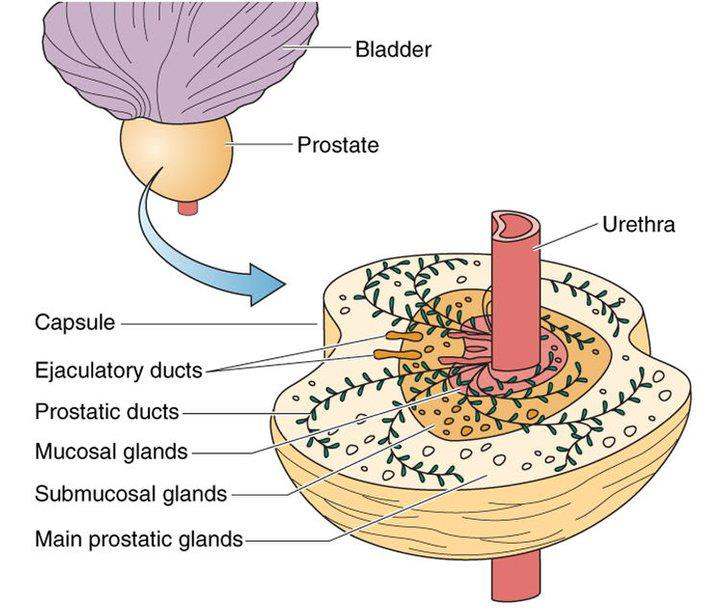 Bladder
Prostate
Urethra
Capsule
Ejaculatory ducts
Prostatic ducts
Mucosal glands
Submucosal glands
Main prostatic glands